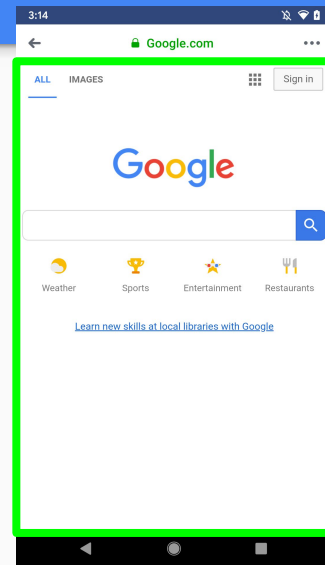 3:14
Google.com
ALL IMAGES Sign in
Google
Weather Sports Entertainment Restaurants
Learn new skills at local libraries with Google